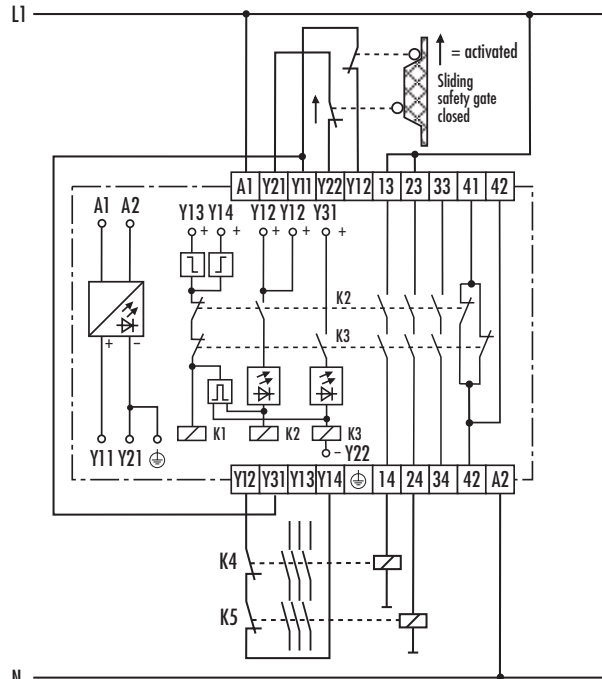 L1
= activated
Sliding
safety gate
closed
A1 Y21 Y11 Y22 Y12 13 23 33 41 42
A1 A2
Y13 Y14 Y12 Y12 Y31
+ + + + +
K2
K3
+ −
K1 K2 K3
− Y22
Y11 Y21
Y12 Y31 Y13 Y14 14 24 34 42 A2
K4
K5
N